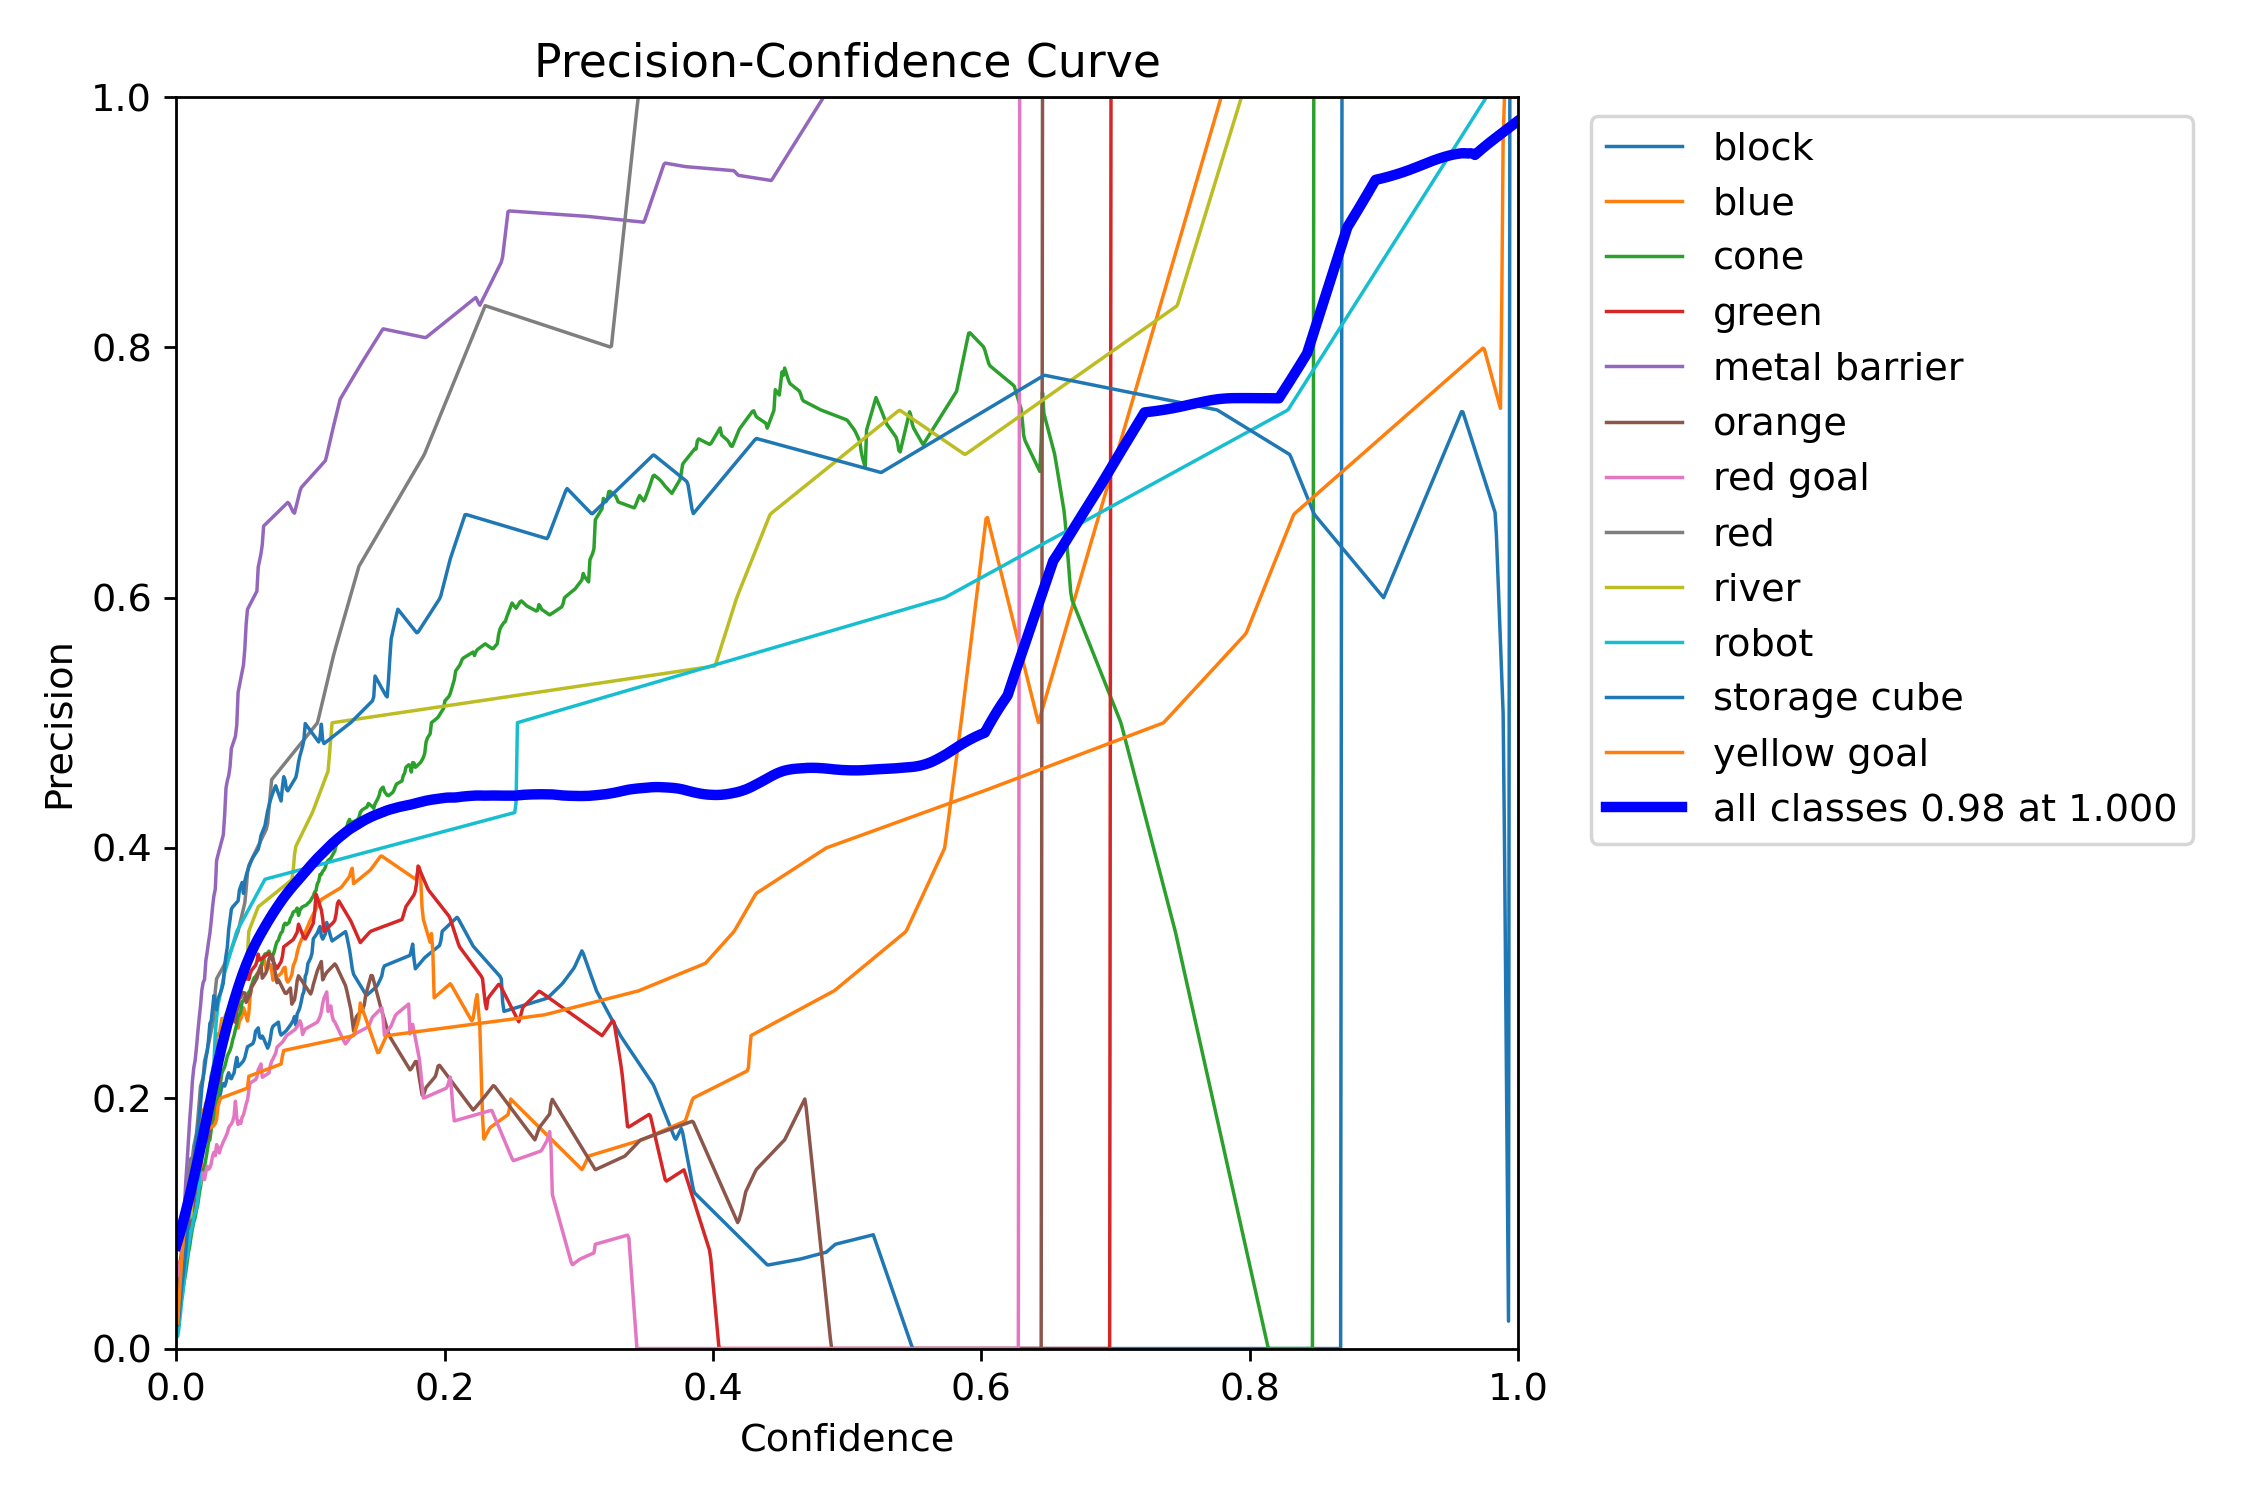 Precision-Confidence Curve
1.0
0.8
0.6
0.4
0.2
0.0
Precision
0.0 0.2 0.4 0.6 0.8 1.0
Confidence
block
blue
cone
green
metal barrier
orange
red goal
red
river
robot
storage cube
yellow goal
all classes 0.98 at 1.000